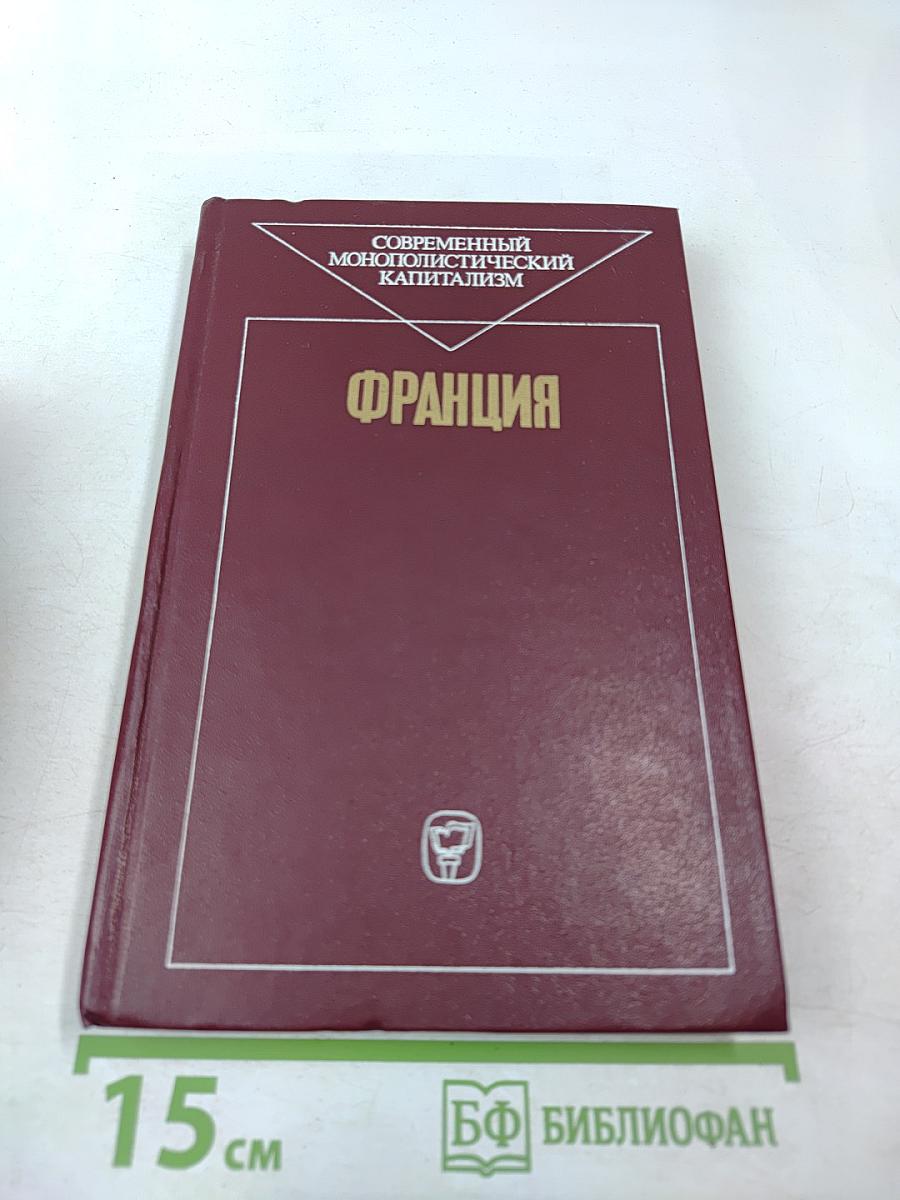 СОВРЕМЕННЫЙ
МОНОПОЛИСТИЧЕСКИЙ
КАПИТАЛИЗМ
ФРАНЦИЯ
15 см
БФ БИБЛИОФАН